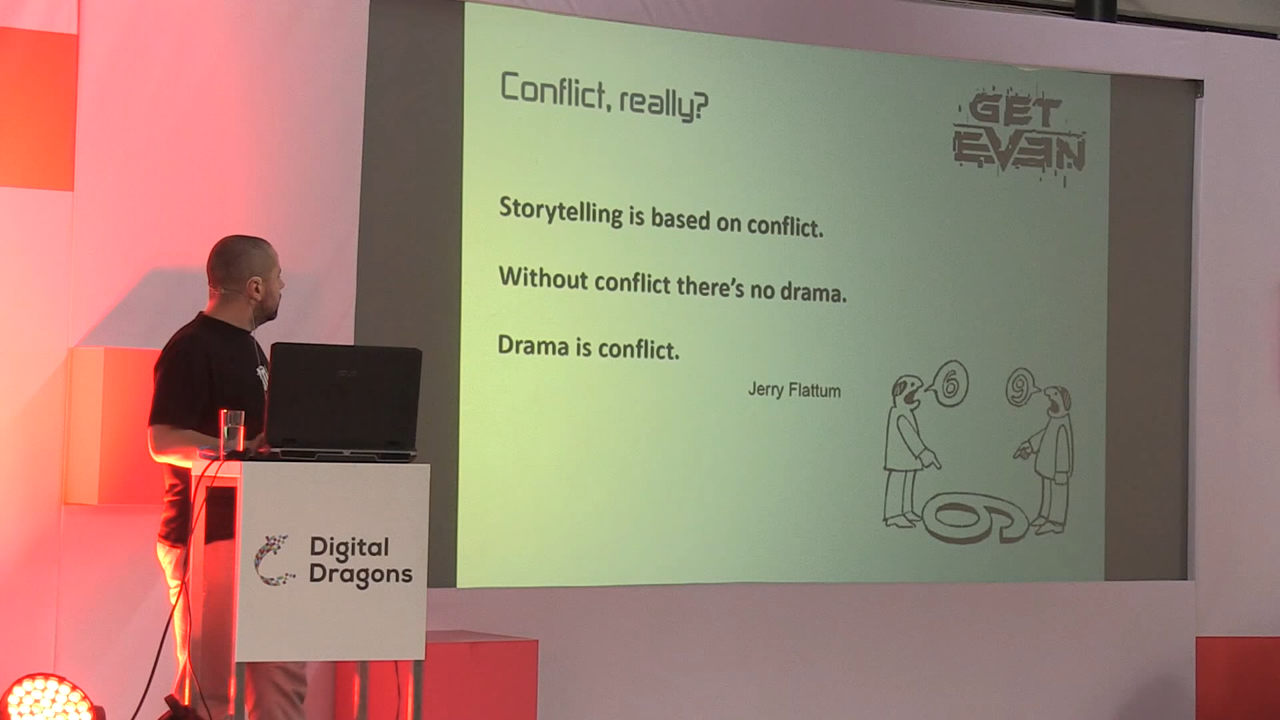 Conflict, really?
GET
EVEN
Storytelling is based on conflict.
Without conflict there's no drama.
Drama is conflict.
Jerry Flattum
6
9
6
Digital
Dragons